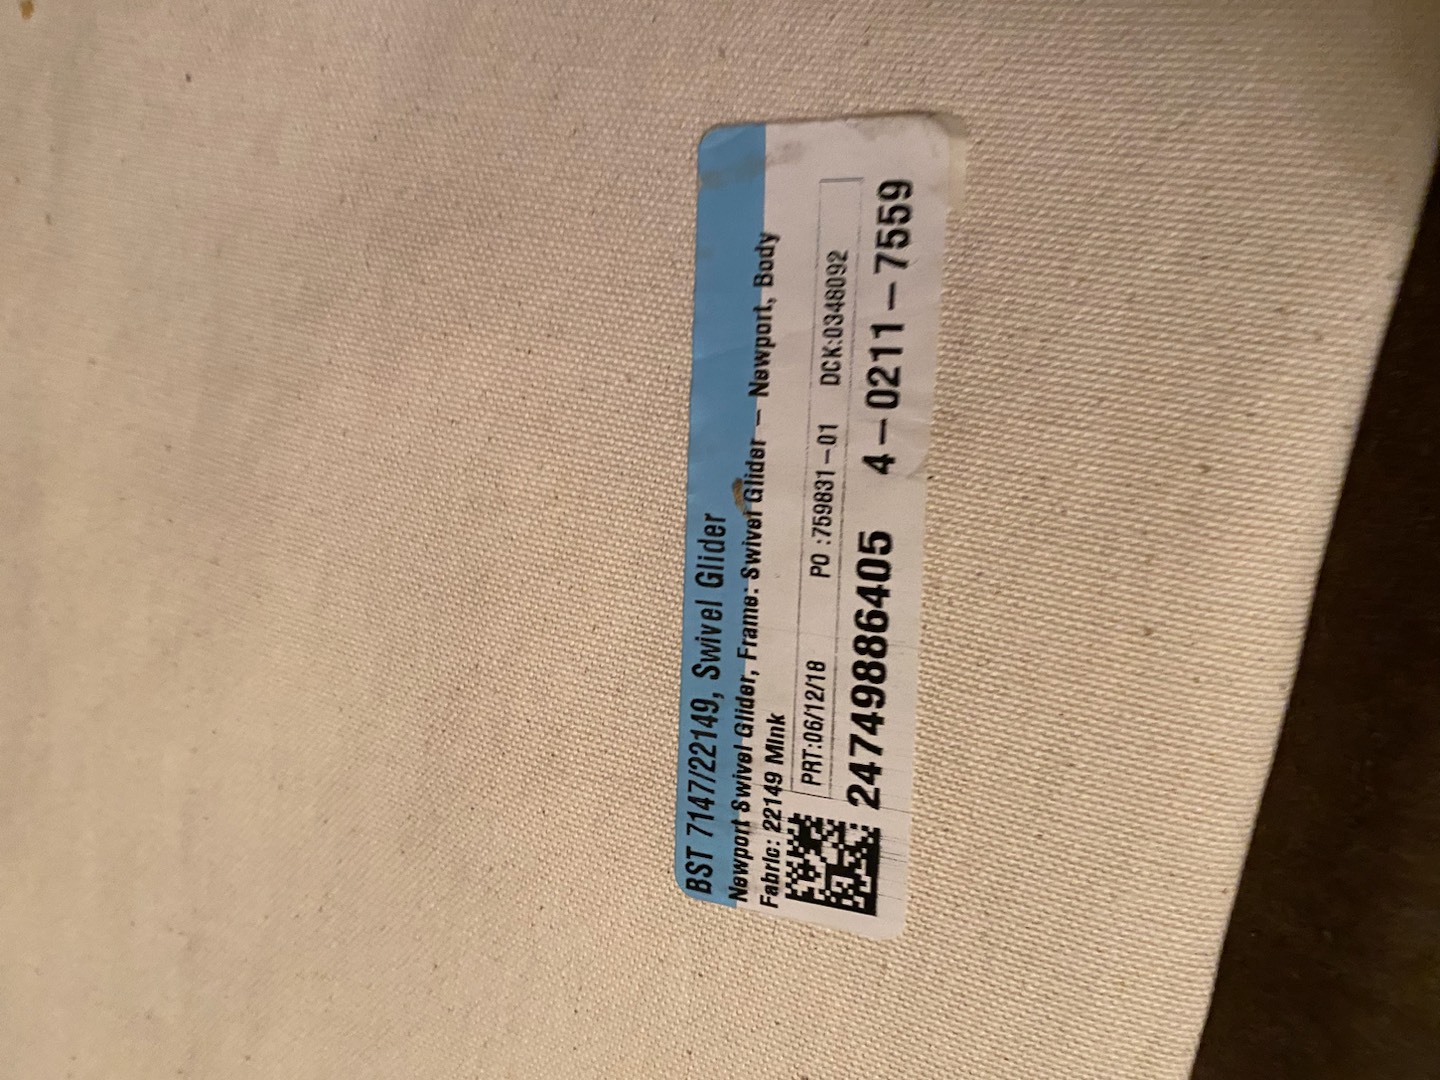 BST 7147/22149, Swivel Glider
Newport Swivel Glider, Frame: Swivel Glider – Newport, Body
Fabric: 22149 Mink
PRT:06/12/18 PO :759831-01 DCK:0348092
24749886405 4-0211-7559